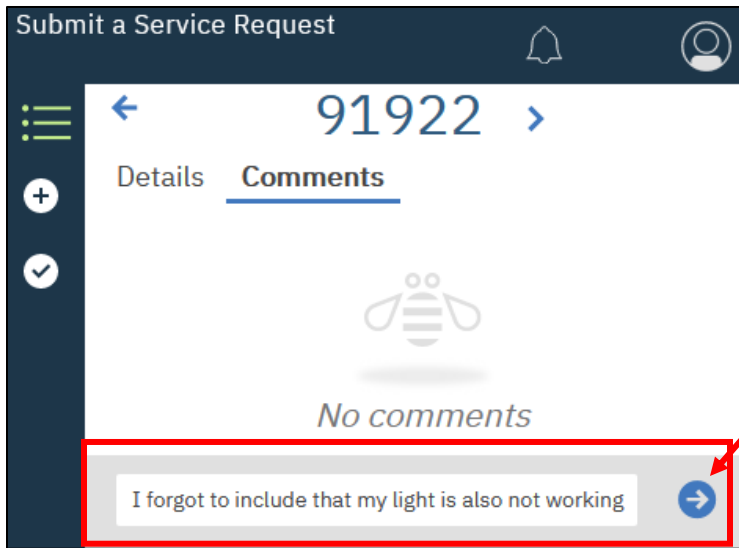 Submit a Service Request
91922
Details Comments
No comments
I forgot to include that my light is also not working